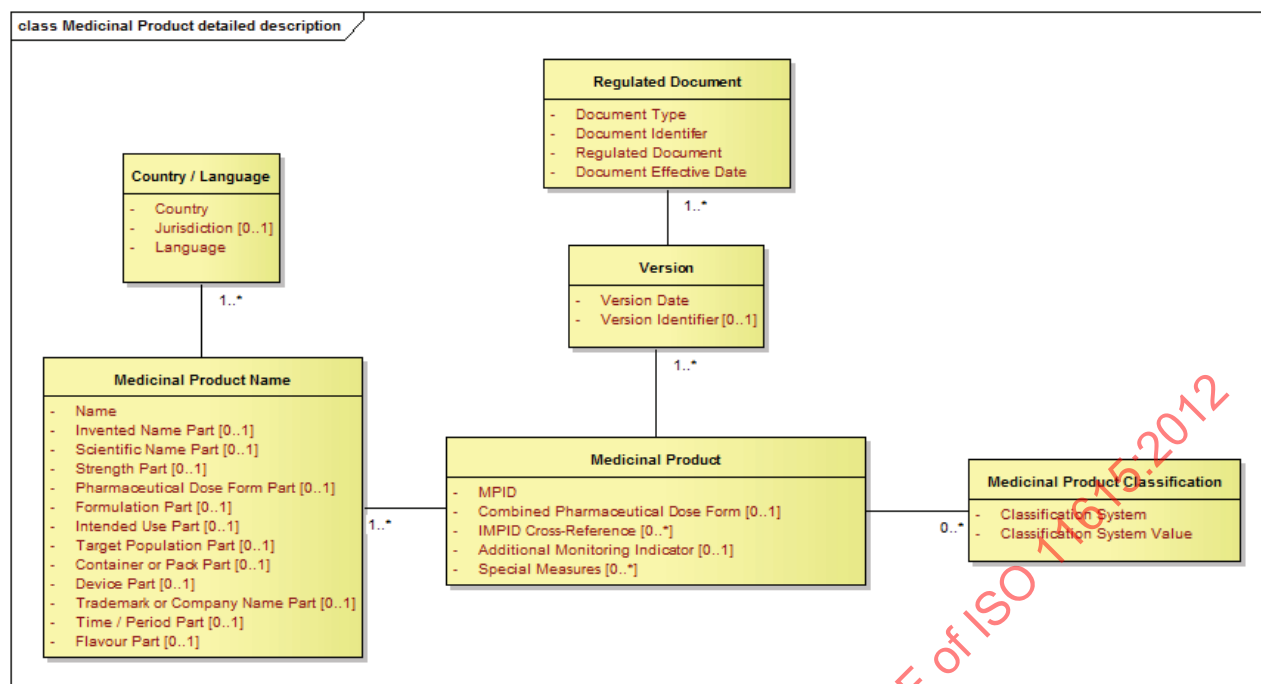 class Medicinal Product detailed description
Regulated Document
- Document Type
- Document Identifer
- Regulated Document
- Document Effective Date
1..*
Country / Language
- Country
- Jurisdiction [0..1]
- Language
1..*
Version
- Version Date
- Version Identifier [0..1]
1..*
Medicinal Product Name
- Name
- Invented Name Part [0..1]
- Scientific Name Part [0..1]
- Strength Part [0..1]
- Pharmaceutical Dose Form Part [0..1]
- Formulation Part [0..1]
- Intended Use Part [0..1]
- Target Population Part [0..1]
- Container or Pack Part [0..1]
- Device Part [0..1]
- Trademark or Company Name Part [0..1]
- Time / Period Part [0..1]
- Flavour Part [0..1]
1..*
Medicinal Product
- MPID
- Combined Pharmaceutical Dose Form [0..1]
- IMPID Cross-Reference [0..*]
- Additional Monitoring Indicator [0..1]
- Special Measures [0..*]
0..*
Medicinal Product Classification
- Classification System
- Classification System Value
of ISO 11615:2012